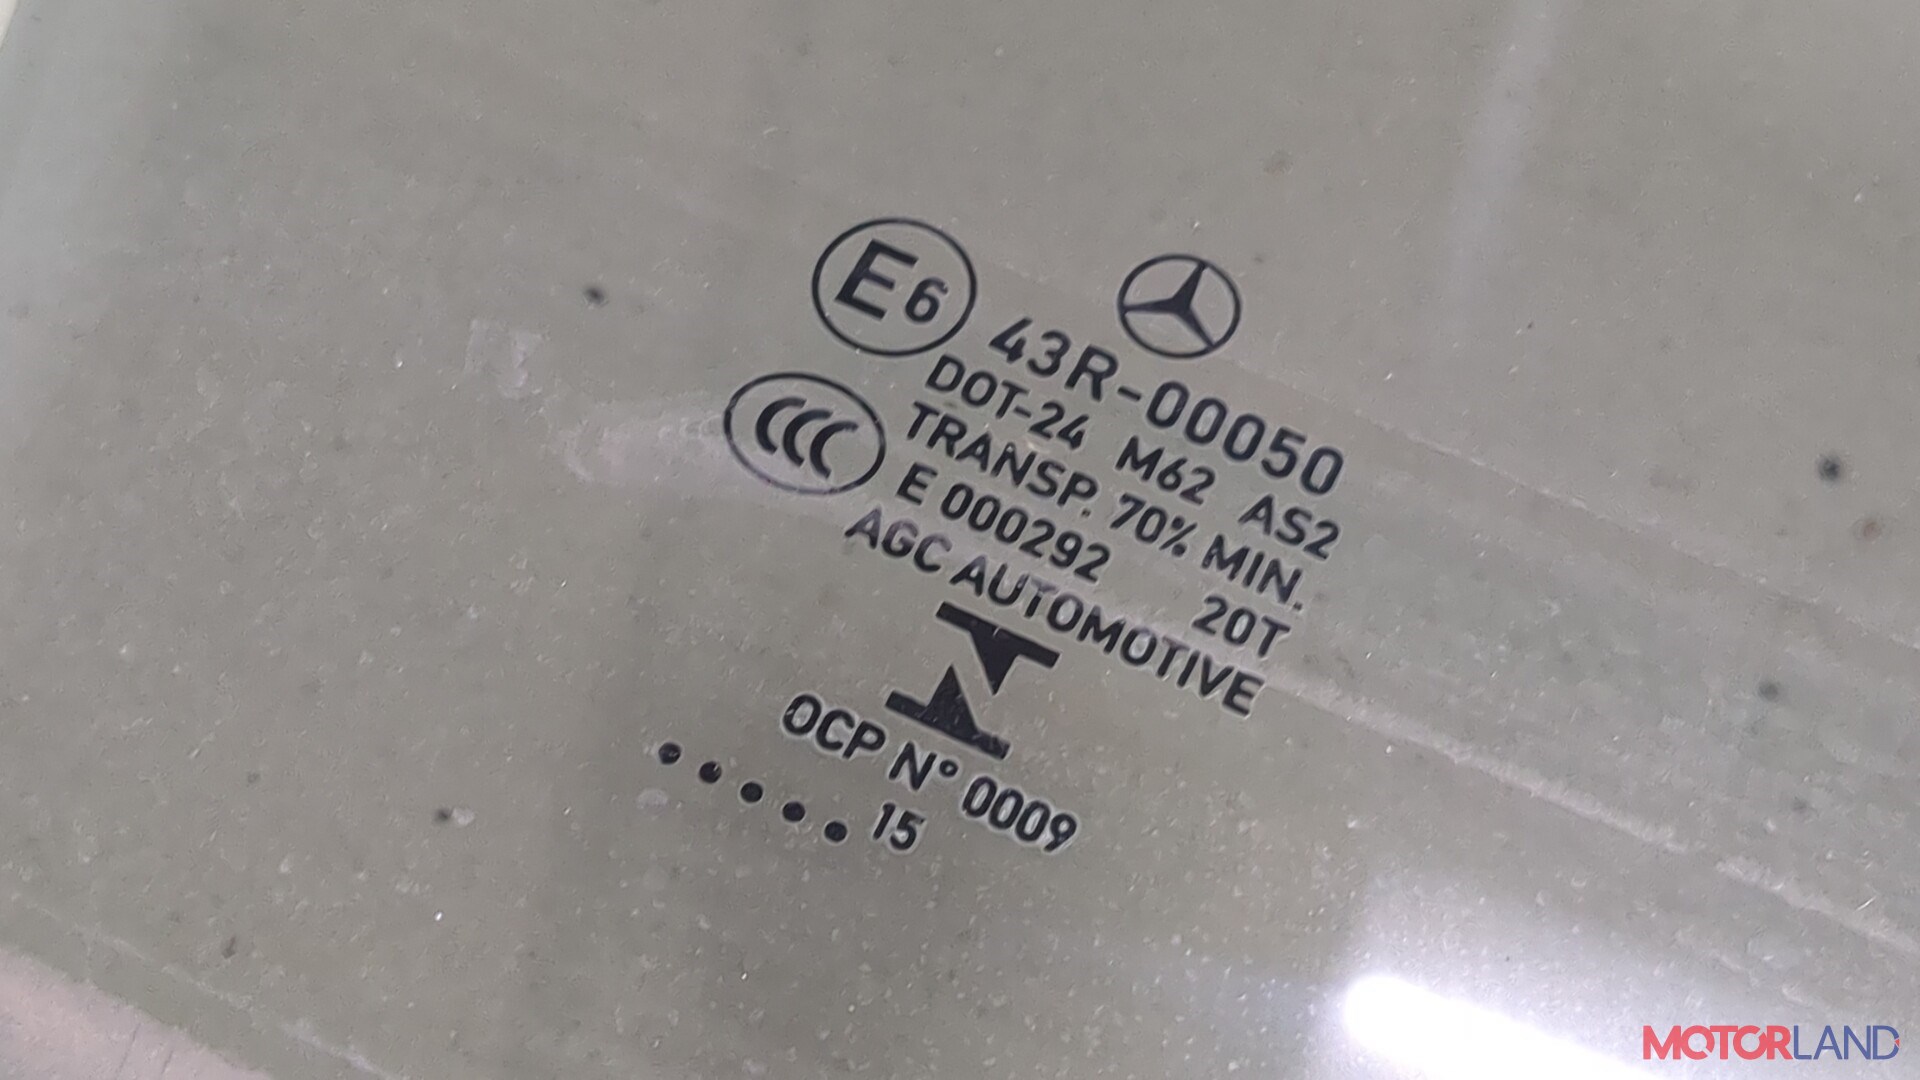 E6
43R-00050
DOT-24 M62 AS2
TRANSP. 70% MIN.
CCC
E 000292 20T
AGC AUTOMOTIVE
OCP N° 0009
. . . . . 15
MOTORLAND